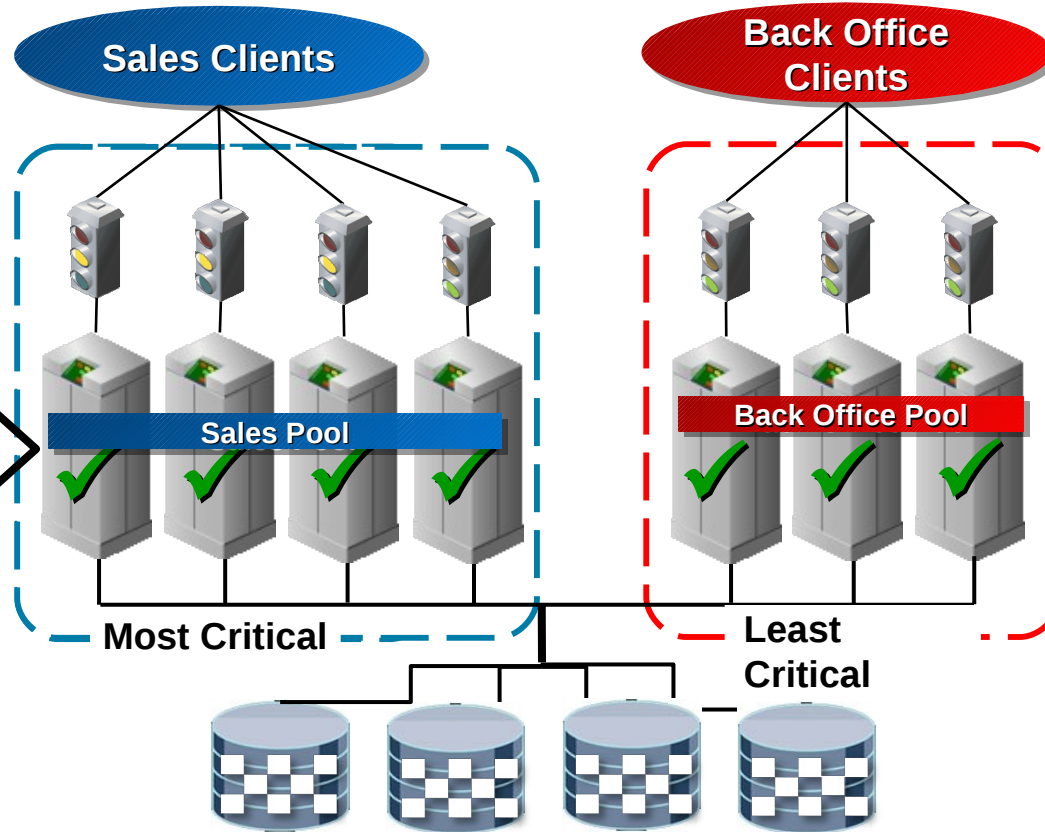 Sales Clients
Back Office
Clients
Sales Pool
Back Office Pool
Most Critical
Least
Critical